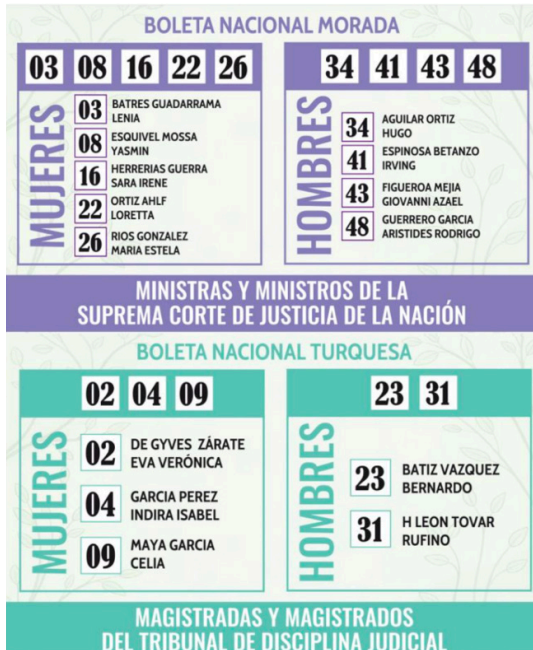 BOLETA NACIONAL MORADA
03 08 16 22 26
MUJERES
03 BATRES GUADARRAMA
LENIA
08 ESQUIVEL MOSSA
YASMIN
16 HERRERIAS GUERRA
SARA IRENE
22 ORTIZ AHLF
LORETTA
26 RIOS GONZALEZ
MARIA ESTELA
34 41 43 48
HOMBRES
34 AGUILAR ORTIZ
HUGO
41 ESPINOSA BETANZO
IRVING
43 FIGUEROA MEJIA
GIOVANNI AZAEL
48 GUERRERO GARCIA
ARISTIDES RODRIGO
MINISTRAS Y MINISTROS DE LA
SUPREMA CORTE DE JUSTICIA DE LA NACIÓN
BOLETA NACIONAL TURQUESA
02 04 09
MUJERES
02 DE GYVES ZÁRATE
EVA VERÓNICA
04 GARCIA PEREZ
INDIRA ISABEL
09 MAYA GARCIA
CELIA
23 31
HOMBRES
23 BATIZ VAZQUEZ
BERNARDO
31 H LEON TOVAR
RUFINO
MAGISTRADAS Y MAGISTRADOS
DEL TRIBUNAL DE DISCIPLINA JUDICIAL